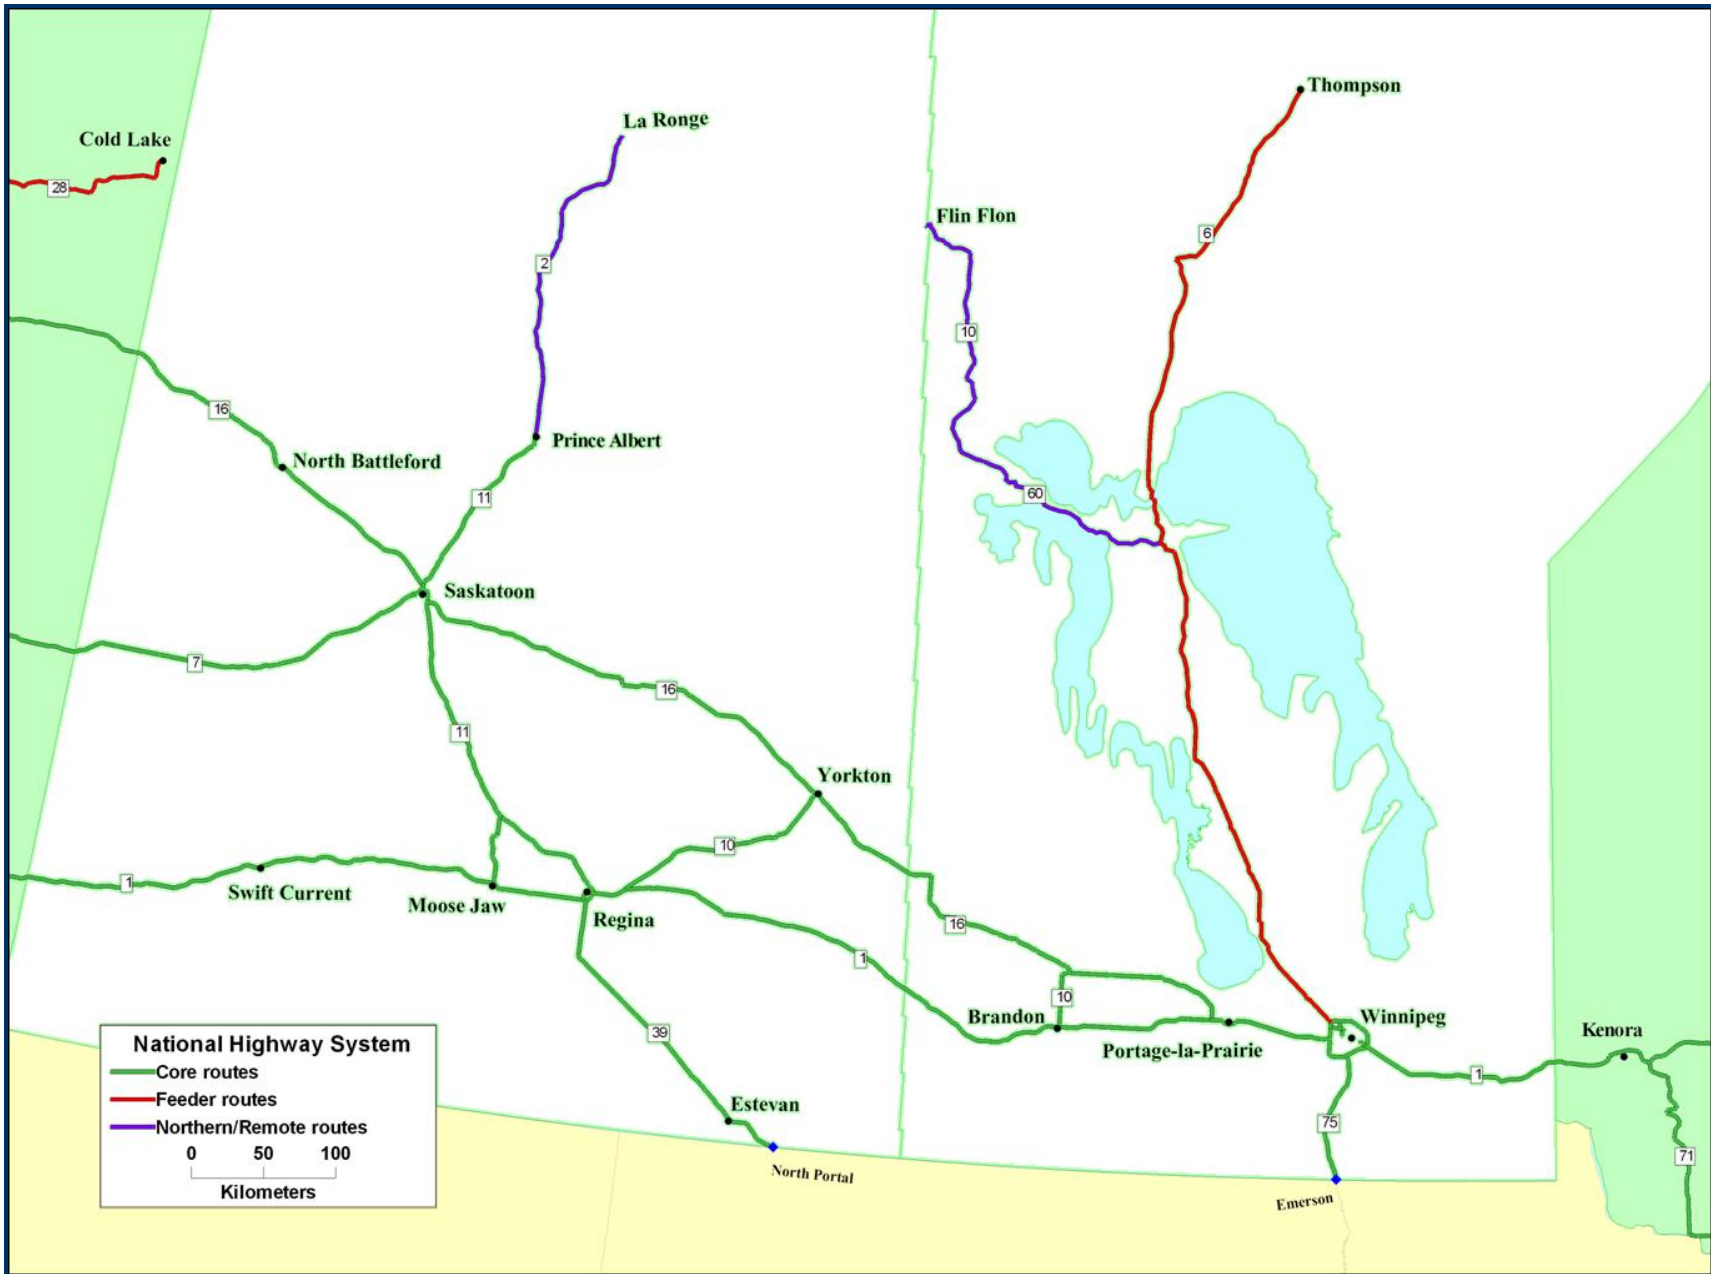 Thompson
La Ronge
Cold Lake
28
Flin Flon
6
2
10
16
Prince Albert
North Battleford
11
60
Saskatoon
7
16
11
Yorkton
10
1
Swift Current
Moose Jaw
Regina
16
1
10
Brandon
Winnipeg
Kenora
39
Portage-la-Prairie
1
National Highway System
Core routes
Feeder routes
Northern/Remote routes
0 50 100
Kilometers
Estevan
75
71
North Portal
Emerson